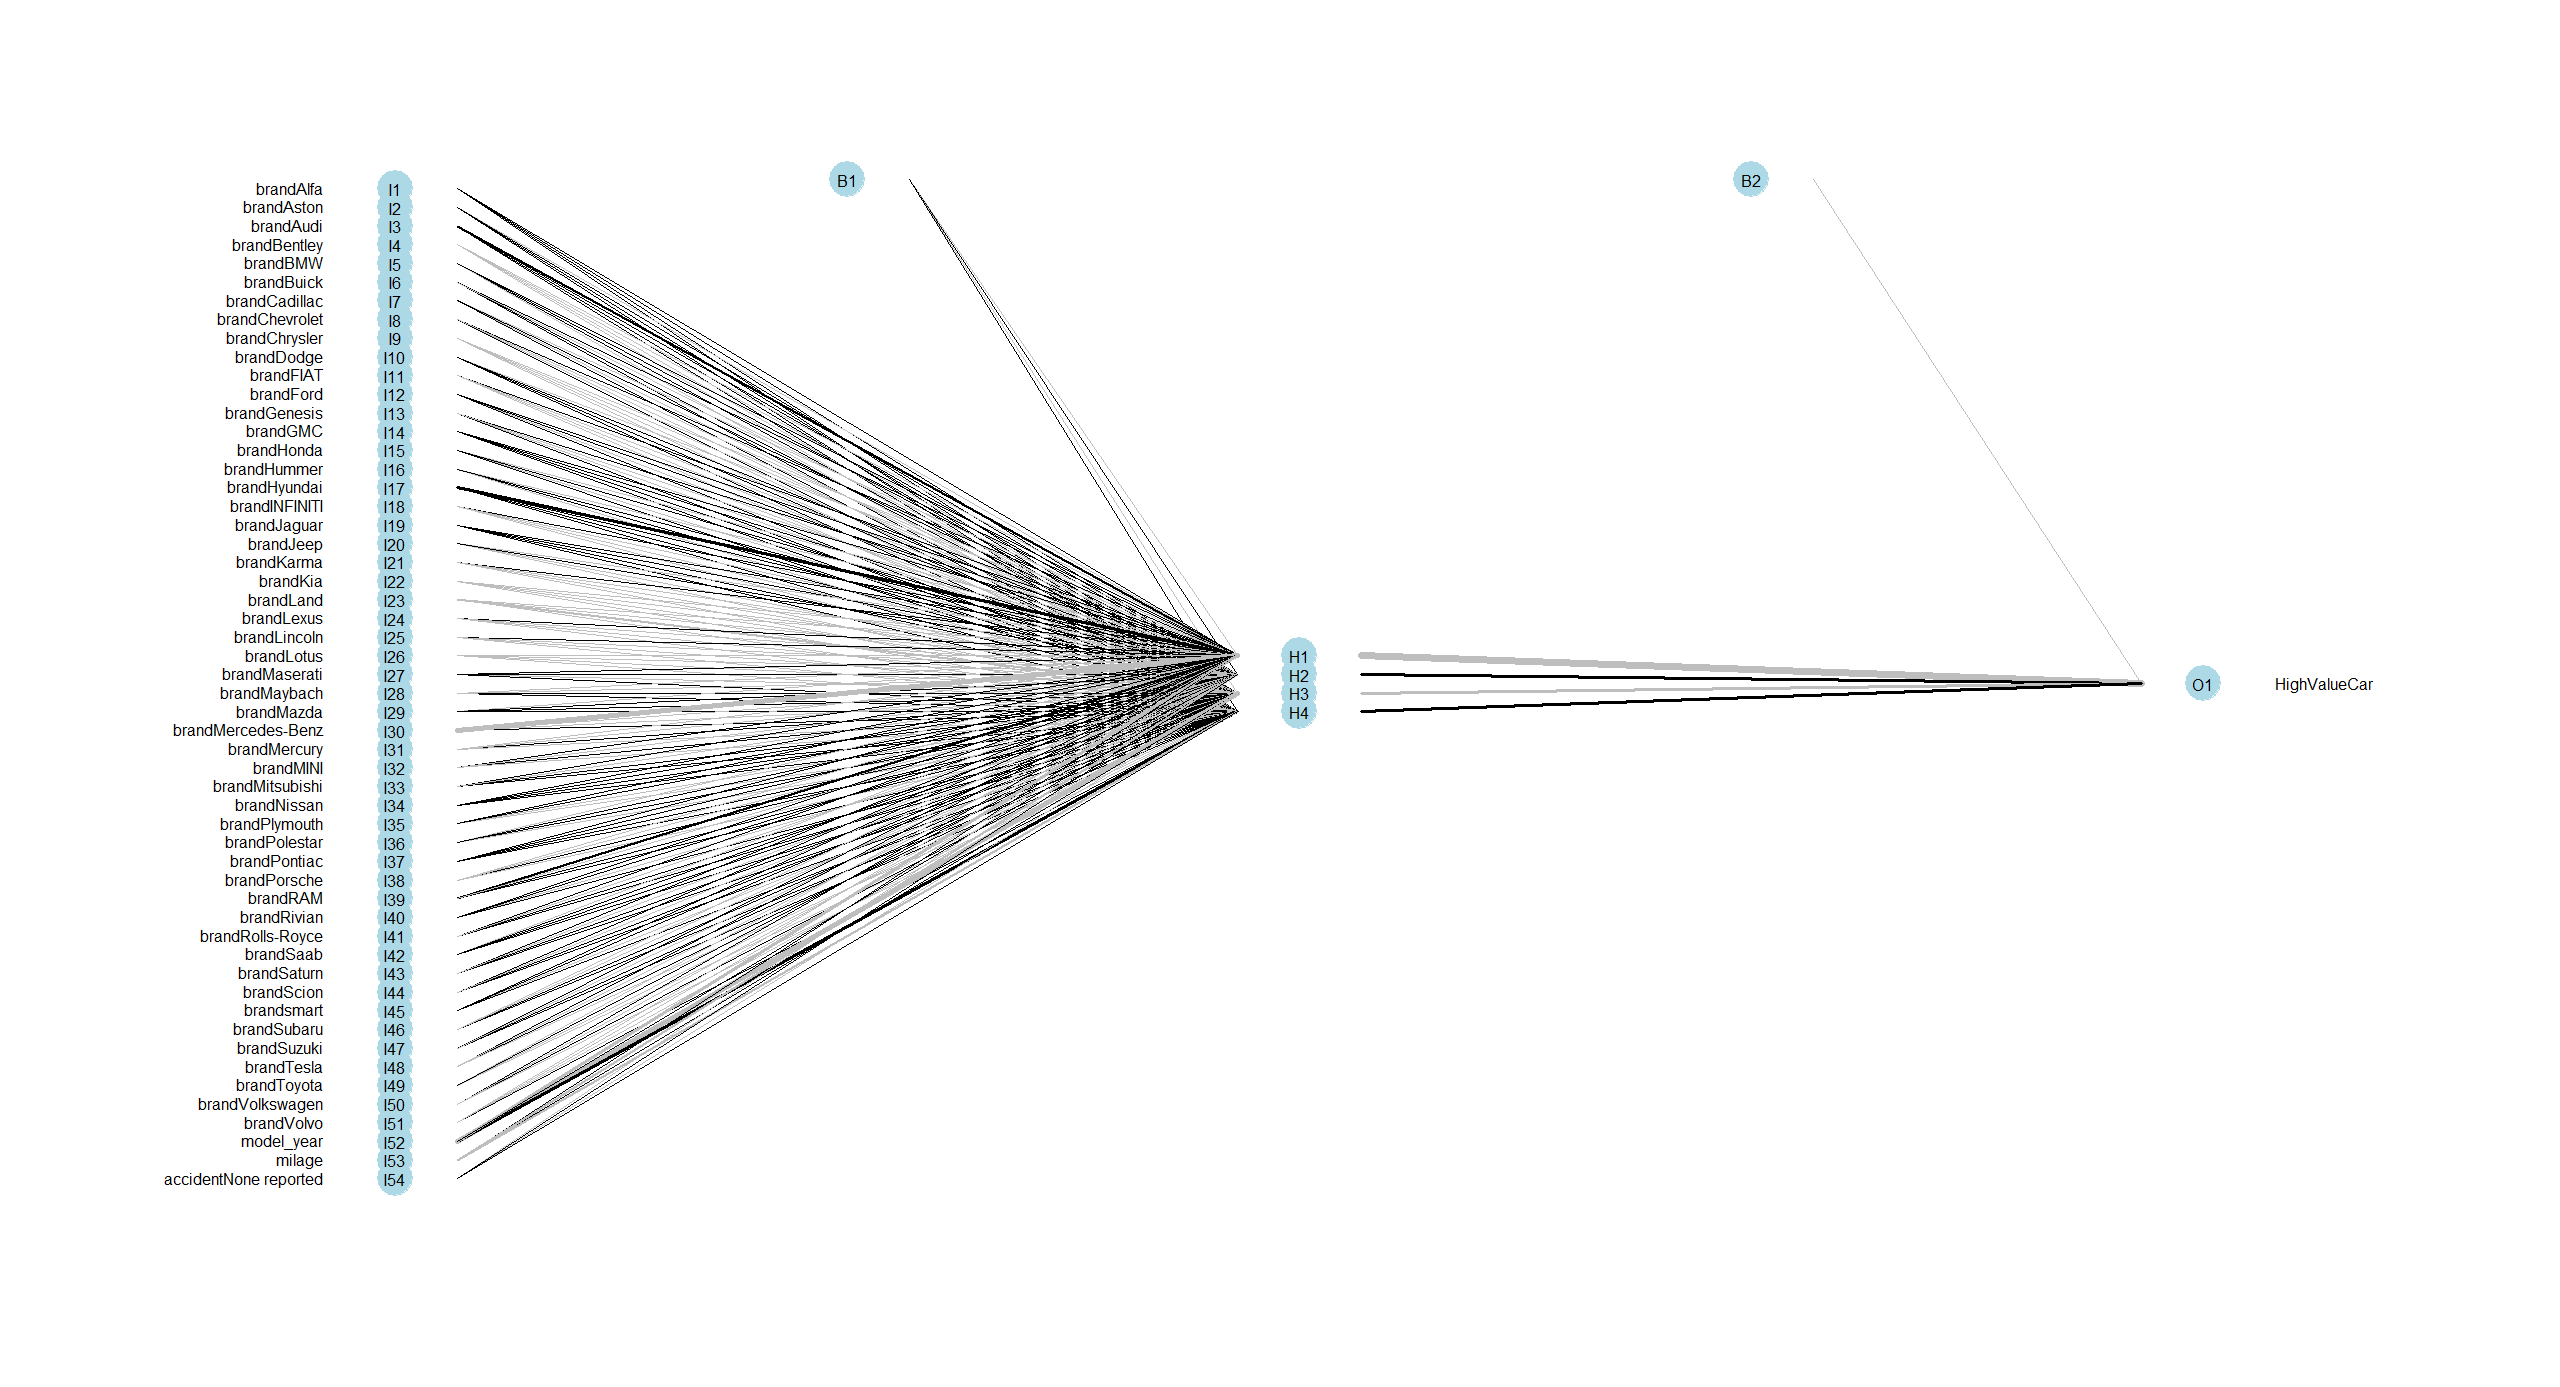 B1 B2
brandAlfa I1
brandAston I2
brandAudi I3
brandBentley I4
brandBMW I5
brandBuick I6
brandCadillac I7
brandChevrolet I8
brandChrysler I9
brandDodge I10
brandFIAT I11
brandFord I12
brandGenesis I13
brandGMC I14
brandHonda I15
brandHummer I16
brandHyundai I17
brandINFINITI I18
brandJaguar I19
brandJeep I20
brandKarma I21
brandKia I22
brandLand I23
brandLexus I24
brandLincoln I25
brandLotus I26
brandMaserati I27
brandMaybach I28
brandMazda I29
brandMercedes-Benz I30
brandMercury I31
brandMINI I32
brandMitsubishi I33
brandNissan I34
brandPlymouth I35
brandPolestar I36
brandPontiac I37
brandPorsche I38
brandRAM I39
brandRivian I40
brandRolls-Royce I41
brandSaab I42
brandSaturn I43
brandScion I44
brandsmart I45
brandSubaru I46
brandSuzuki I47
brandTesla I48
brandToyota I49
brandVolkswagen I50
brandVolvo I51
model_year I52
milage I53
accidentNone reported I54
H1
H2
H3
H4
O1 HighValueCar